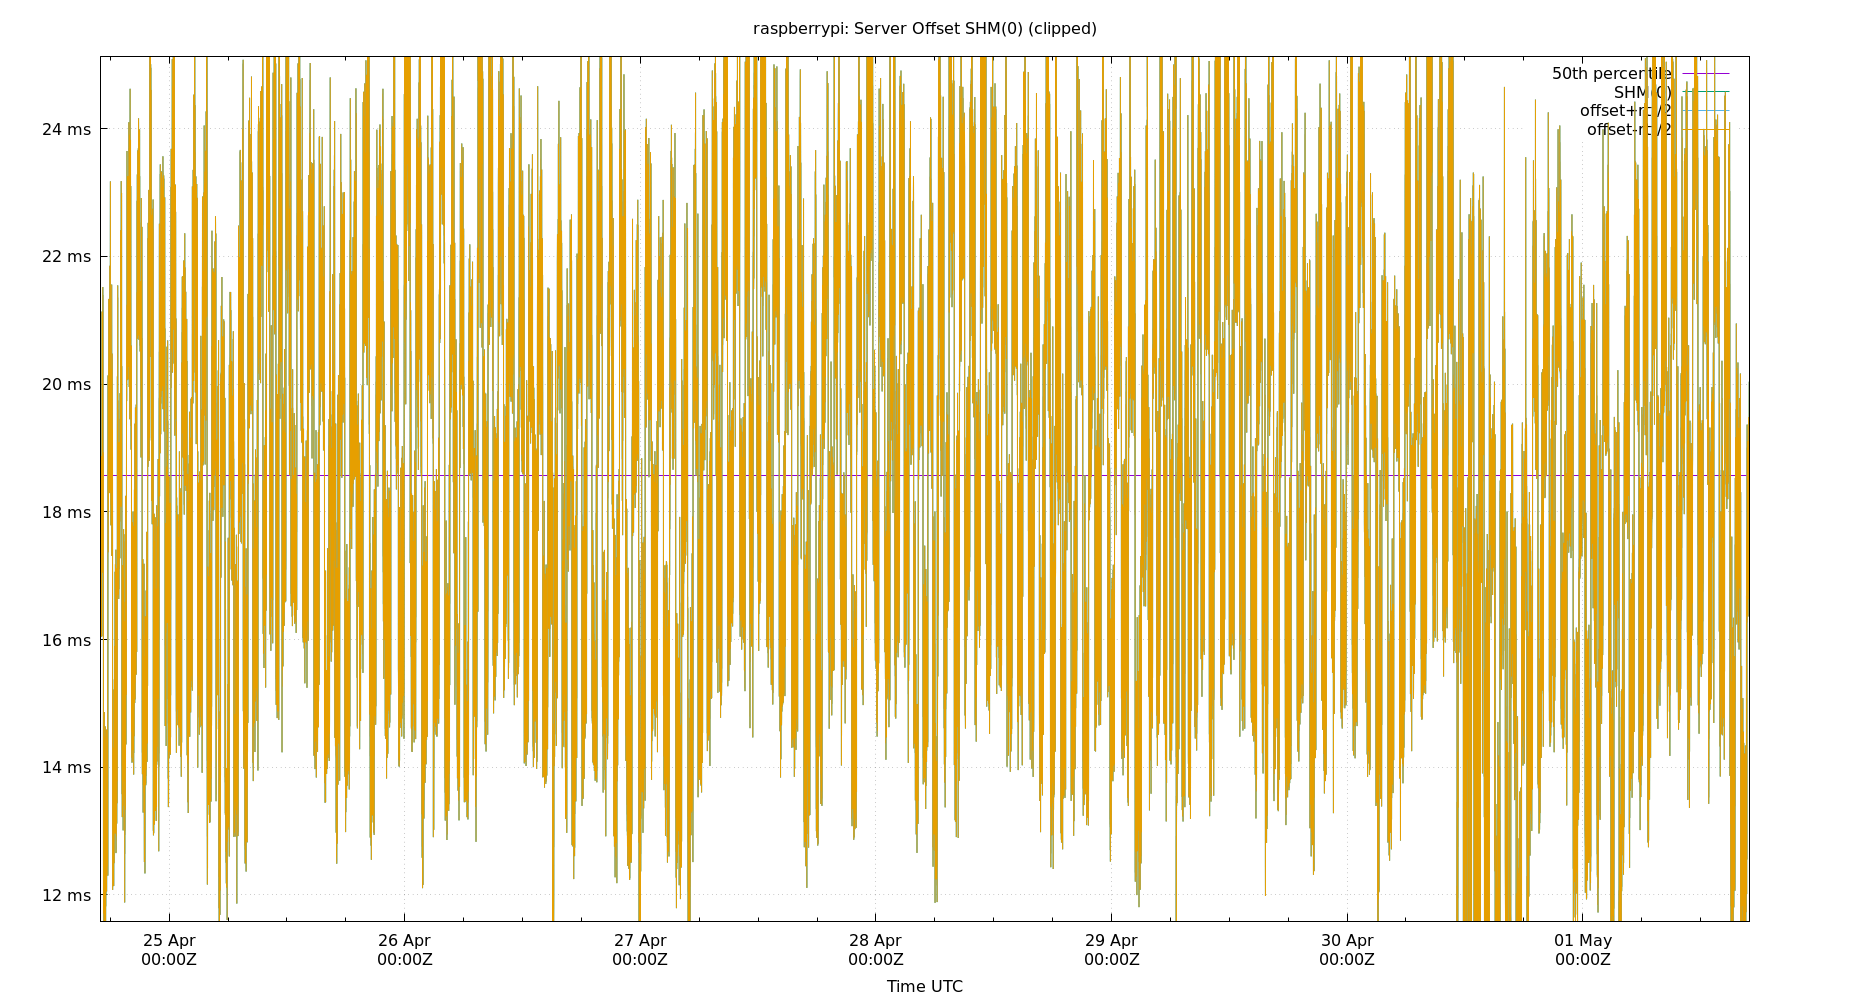 raspberrypi: Server Offset SHM(0) (clipped)
50th percentile
SHM(0)
offset+rtt/2
offset-rtt/2
24 ms
22 ms
20 ms
18 ms
16 ms
14 ms
12 ms
25 Apr 26 Apr 27 Apr 28 Apr 29 Apr 30 Apr 01 May
00:00Z 00:00Z 00:00Z 00:00Z 00:00Z 00:00Z 00:00Z
Time UTC